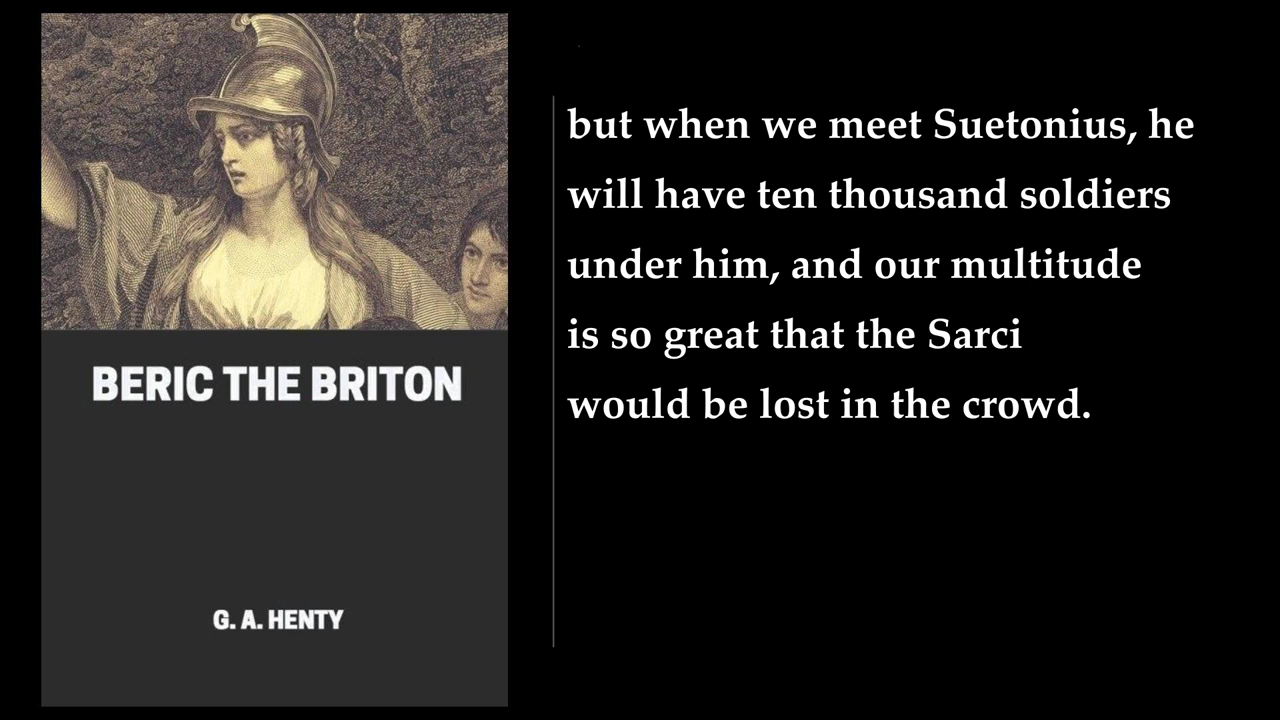 BERIC THE BRITON
G. A. HENTY
but when we meet Suetonius, he
will have ten thousand soldiers
under him, and our multitude
is so great that the Sarci
would be lost in the crowd.